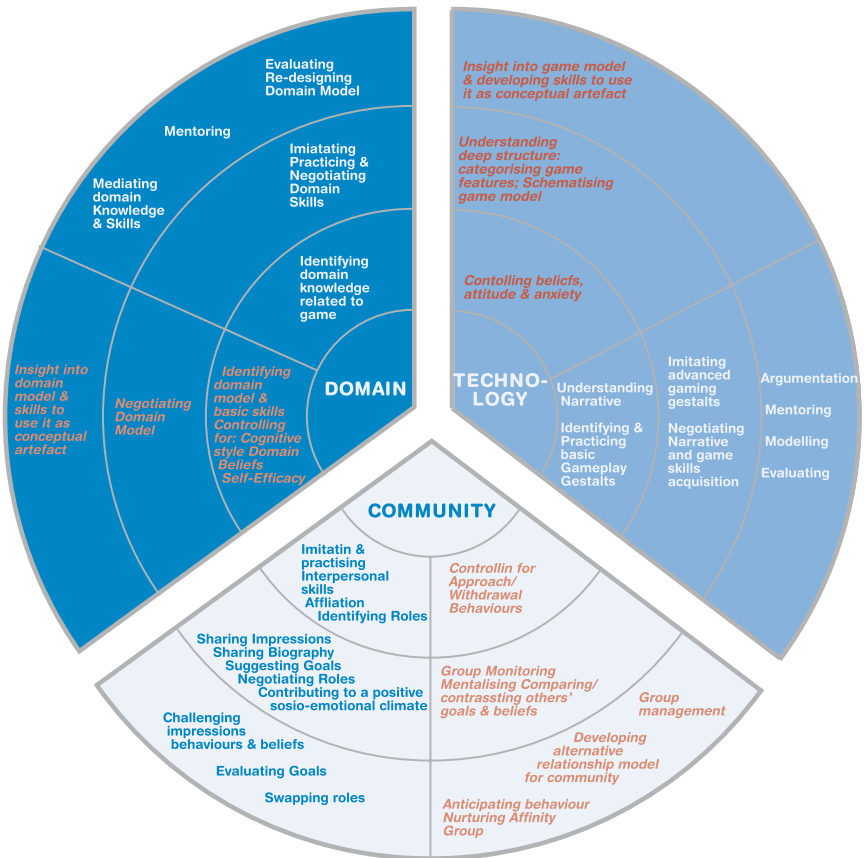 Evaluating
Re-designing
Domain Model
Mentoring
Mediating
domain
Knowledge
& Skills
Imiatating
Practicing &
Negotiating
Domain
Skills
Identifying
domain
knowledge
related to
game
DOMAIN
Insight into
domain
model &
skills to
use it as
conceptual
artefact
Negotiating
Domain
Model
Identifying
domain
model &
basic skills
Controlling
for: Cognitive
style Domain
Beliefs
Self-Efficacy
Insight into game model
& developing skills to use
it as conceptual artefact
Understanding
deep structure:
categorising game
features; Schematising
game model
Contolling belicfs,
attitude & anxiety
TECHNO-
LOGY
Understanding
Narrative
Identifying &
Practicing
basic
Gameplay
Gestalts
Imitating
advanced
gaming
gestalts
Negotiating
Narrative
and game
skills
acquisition
Argumentation
Mentoring
Modelling
Evaluating
COMMUNITY
Imitatin &
practising
Interpersonal
skills
Affliation
Identifying Roles
Sharing Impressions
Sharing Biography
Suggesting Goals
Negotiating Roles
Contributing to a positive
sosio-emotional climate
Challenging
impressions
behaviours & beliefs
Evaluating Goals
Swapping roles
Controllin for
Approach/
Withdrawal
Behaviours
Group Monitoring
Mentalising Comparing/
contrassting others'
goals & beliefs
Group
management
Developing
alternative
relationship model
for community
Anticipating behaviour
Nurturing Affinity
Group